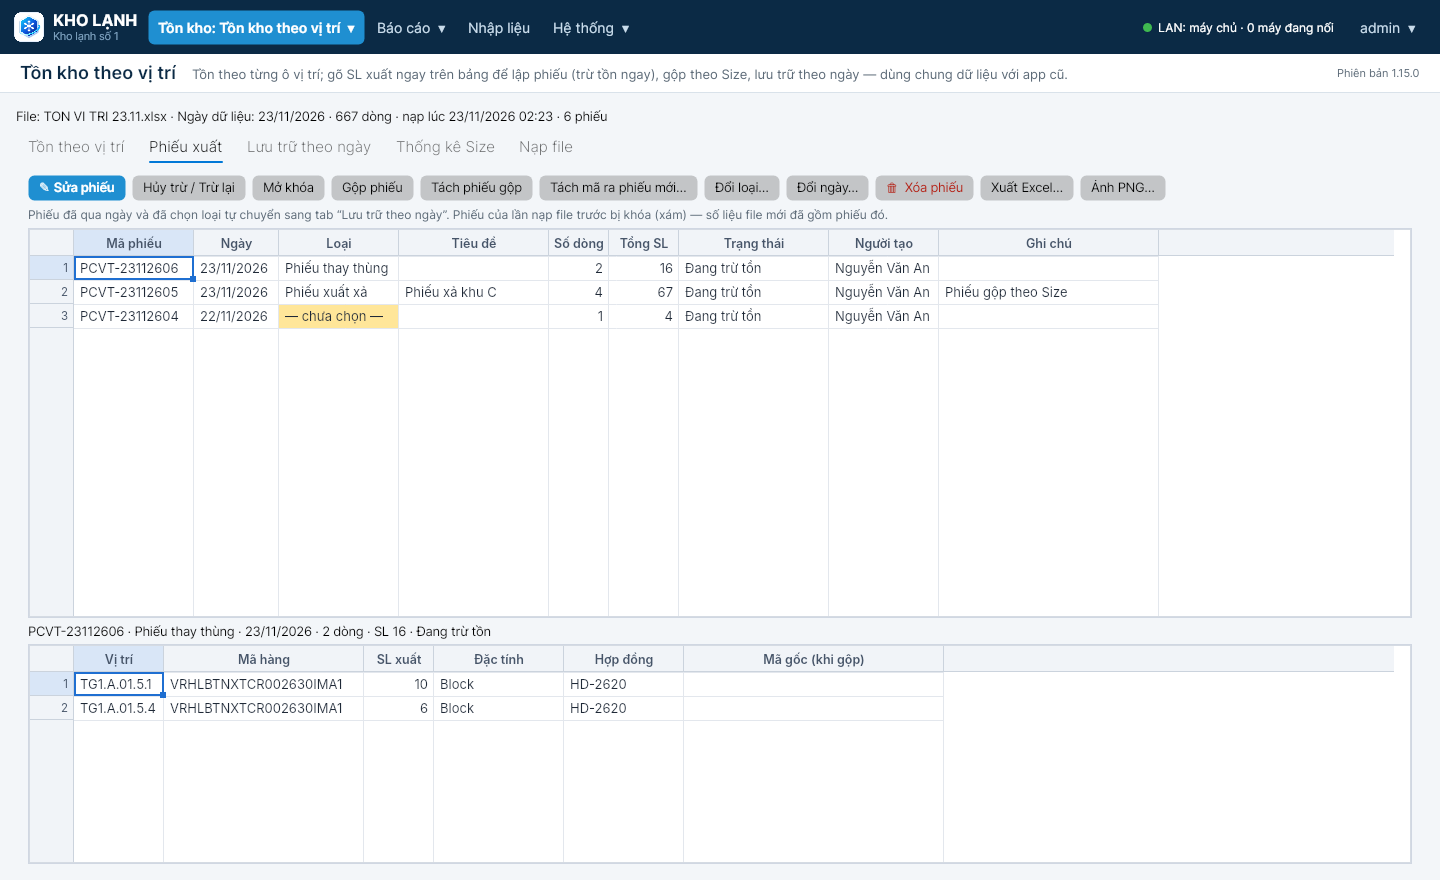 KHO LẠNH
Kho lạnh số 1
Tồn kho: Tồn kho theo vị trí ▾
Báo cáo ▾
Nhập liệu
Hệ thống ▾
LAN: máy chủ · 0 máy đang nối
admin ▾
Tồn kho theo vị trí
Tồn theo từng ô vị trí; gõ SL xuất ngay trên bảng để lập phiếu (trừ tồn ngay), gộp theo Size, lưu trữ theo ngày — dùng chung dữ liệu với app cũ.
Phiên bản 1.15.0
File: TON VI TRI 23.11.xlsx · Ngày dữ liệu: 23/11/2026 · 667 dòng · nạp lúc 23/11/2026 02:23 · 6 phiếu
Tồn theo vị trí Phiếu xuất Lưu trữ theo ngày Thống kê Size Nạp file
✎ Sửa phiếu Hủy trừ / Trừ lại Mở khóa Gộp phiếu Tách phiếu gộp Tách mã ra phiếu mới... Đổi loại... Đổi ngày... Xóa phiếu Xuất Excel... Ảnh PNG...
Phiếu đã qua ngày và đã chọn loại tự chuyển sang tab “Lưu trữ theo ngày”. Phiếu của lần nạp file trước bị khóa (xám) — số liệu file mới đã gồm phiếu đó.
Mã phiếu Ngày Loại Tiêu đề Số dòng Tổng SL Trạng thái Người tạo Ghi chú
1 PCVT-23112606 23/11/2026 Phiếu thay thùng 2 16 Đang trừ tồn Nguyễn Văn An
2 PCVT-23112605 23/11/2026 Phiếu xuất xả Phiếu xả khu C 4 67 Đang trừ tồn Nguyễn Văn An Phiếu gộp theo Size
3 PCVT-23112604 22/11/2026 — chưa chọn — 1 4 Đang trừ tồn Nguyễn Văn An
PCVT-23112606 · Phiếu thay thùng · 23/11/2026 · 2 dòng · SL 16 · Đang trừ tồn
Vị trí Mã hàng SL xuất Đặc tính Hợp đồng Mã gốc (khi gộp)
1 TG1.A.01.5.1 VRHLBTNXTCR002630IMA1 10 Block HD-2620
2 TG1.A.01.5.4 VRHLBTNXTCR002630IMA1 6 Block HD-2620